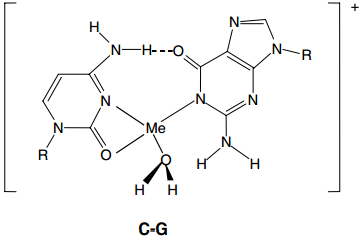 +
H
N H O N
N R
N N N
N Me
R O O N
H H H H
C-G